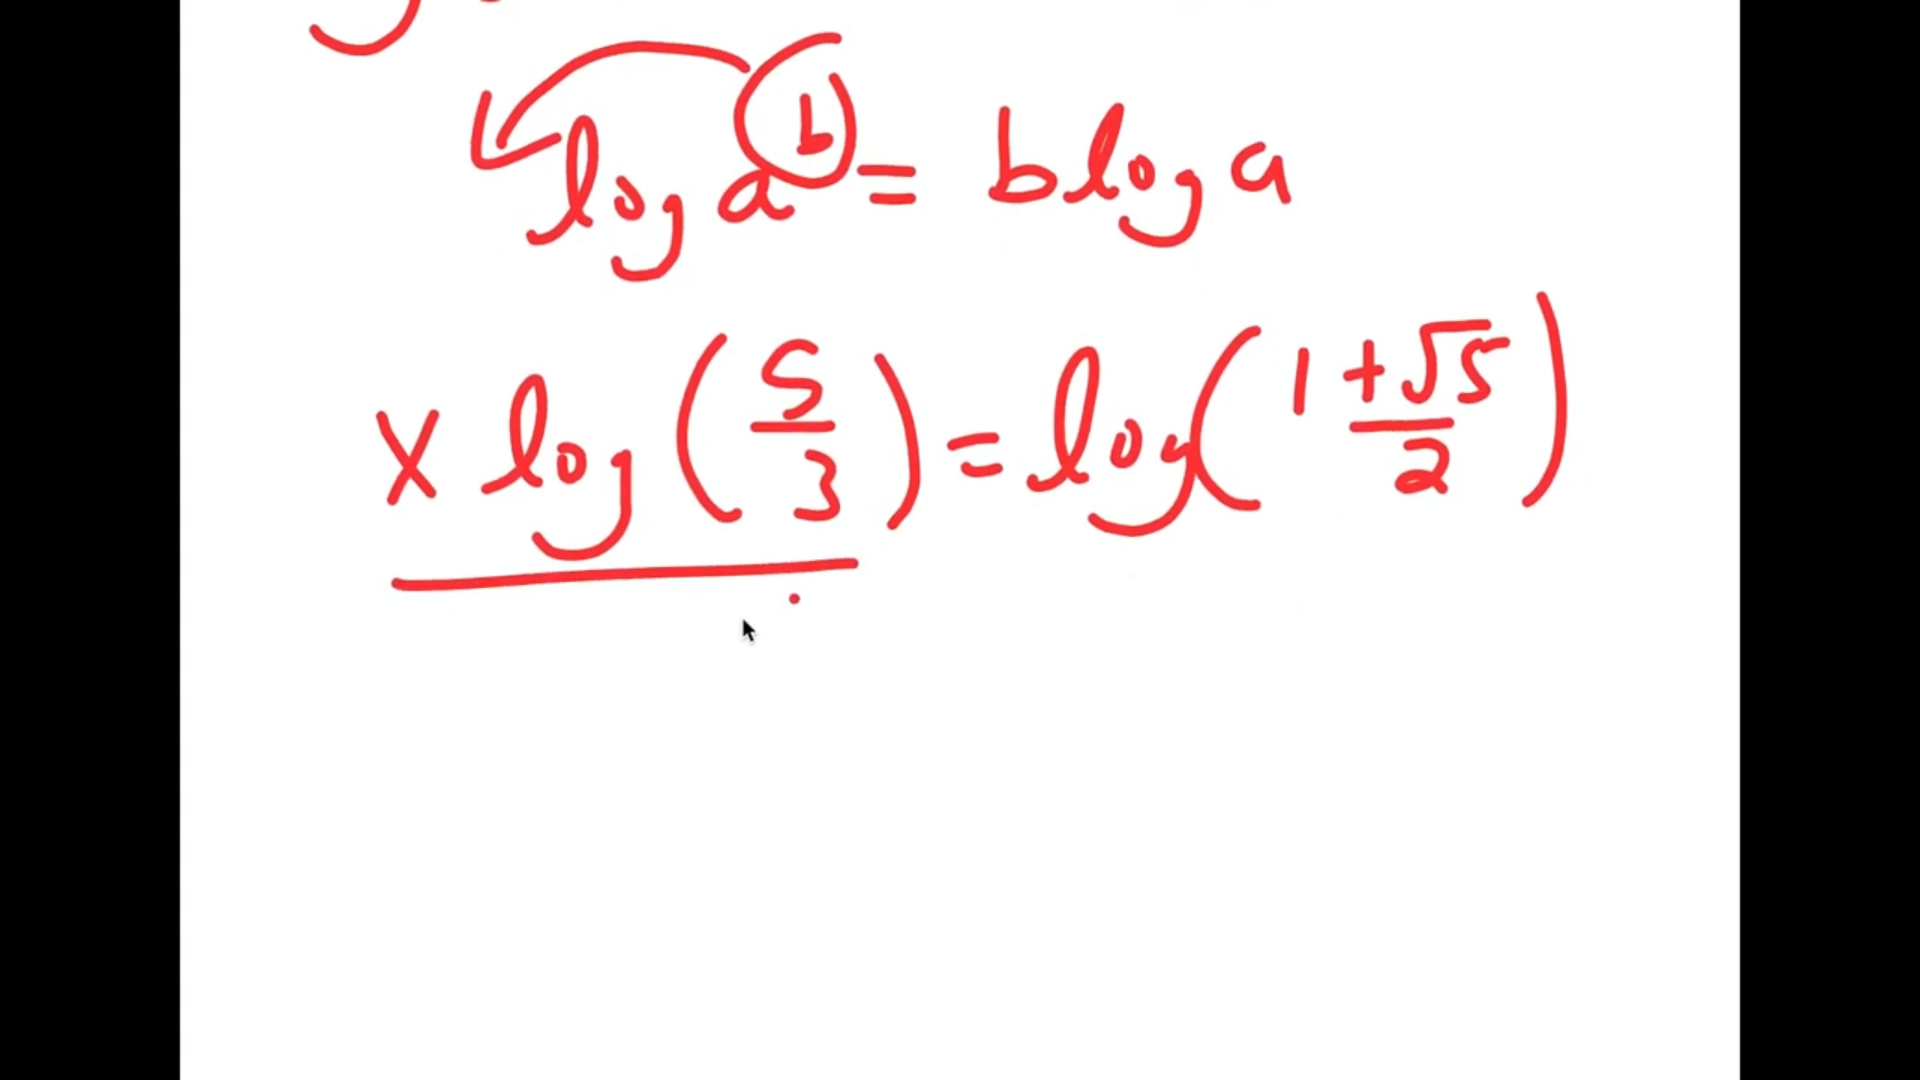 log a^b = b log a
x log (5/3) = log((1+√5)/2)